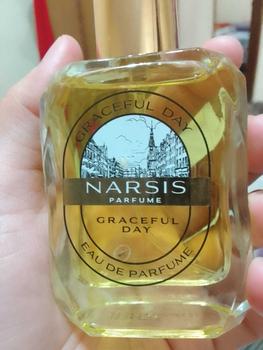 GRACEFUL DAY
NARSIS
PARFUME
GRACEFUL
DAY
EAU DE PARFUME